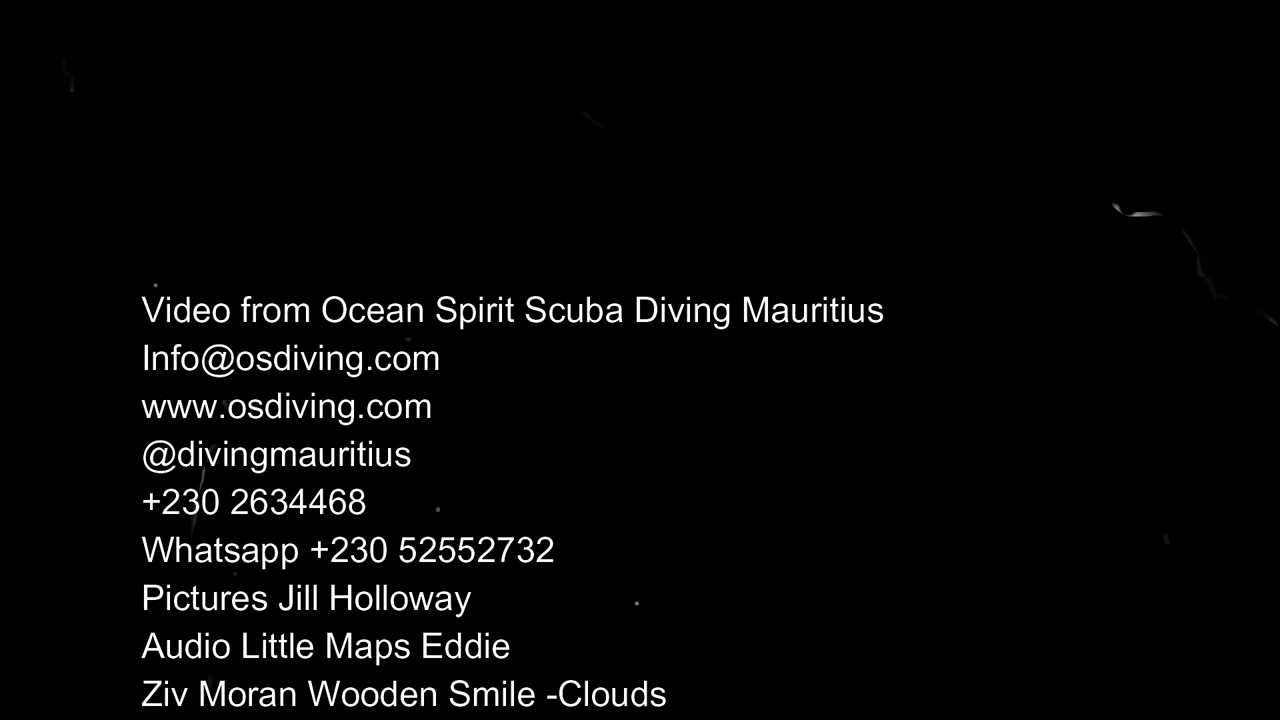 Video from Ocean Spirit Scuba Diving Mauritius
Info@osdiving.com
www.osdiving.com
@divingmauritius
+230 2634468
Whatsapp +230 52552732
Pictures Jill Holloway
Audio Little Maps Eddie
Ziv Moran Wooden Smile -Clouds